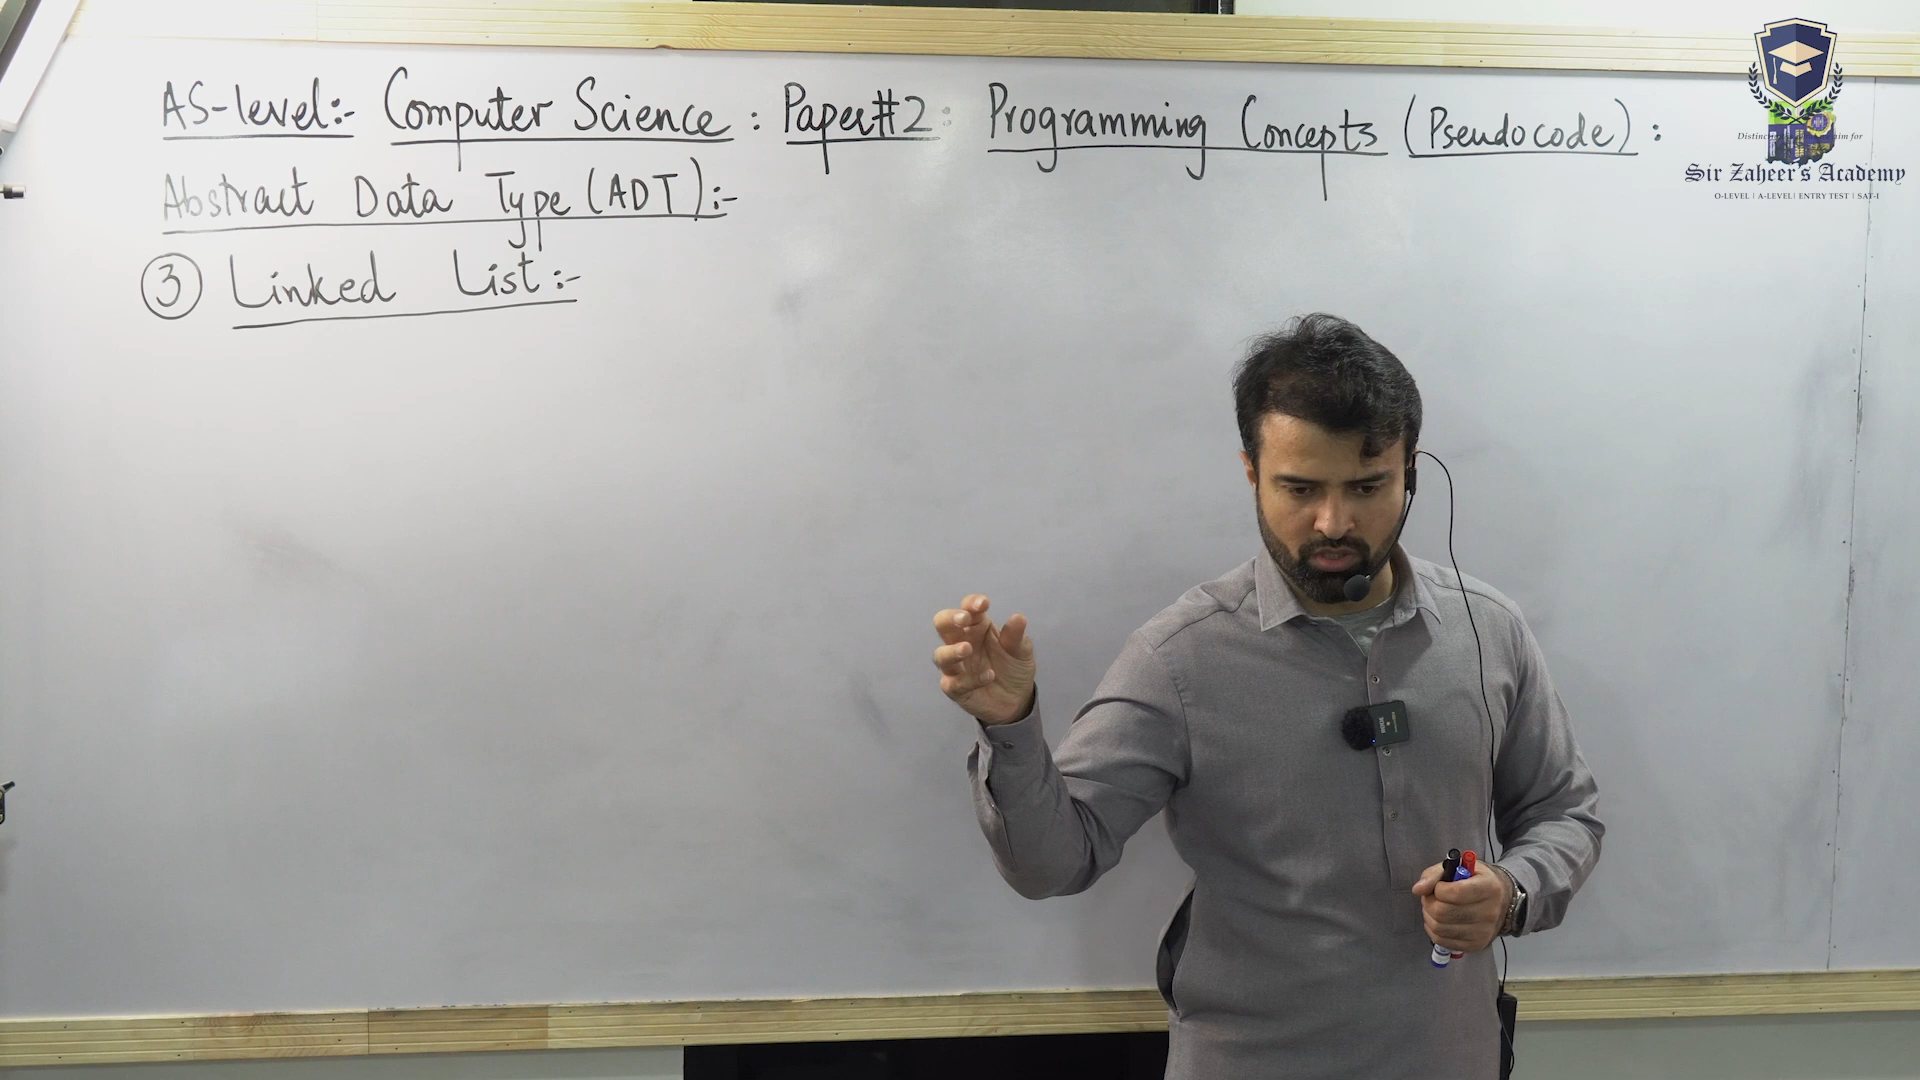 AS-level:- Computer Science : Paper#2: Programming Concepts (Pseudocode):
Abstract Data Type (ADT):-
③ Linked List:-
Sir Zaheer's Academy
O-LEVEL | A-LEVEL | ENTRY TEST | SAT-I